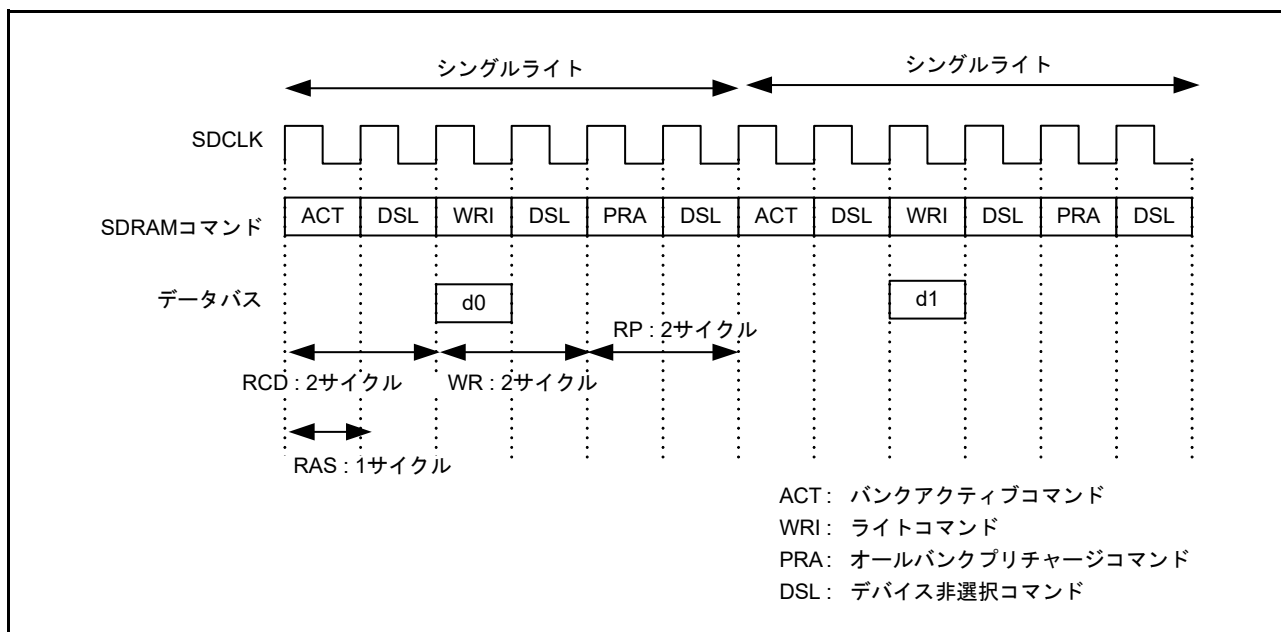 シングルライト シングルライト
SDCLK
SDRAMコマンド ACT DSL WRI DSL PRA DSL ACT DSL WRI DSL PRA DSL
データバス d0 d1
RP : 2サイクル
RCD : 2サイクル WR : 2サイクル
RAS : 1サイクル
ACT : バンクアクティブコマンド
WRI : ライトコマンド
PRA : オールバンクプリチャージコマンド
DSL : デバイス非選択コマンド